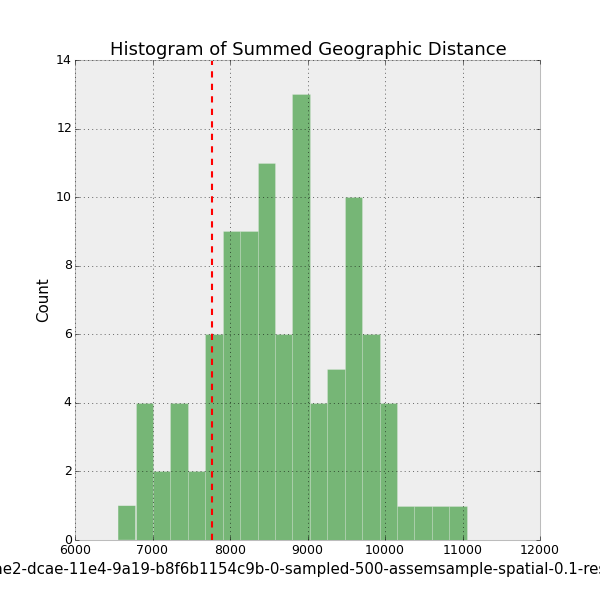 Histogram of Summed Geographic Distance
14
12
10
8
6
4
2
0
Count
6000 7000 8000 9000 10000 11000 12000
ne2-dcae-11e4-9a19-b8f6b1154c9b-0-sampled-500-assemsample-spatial-0.1-res